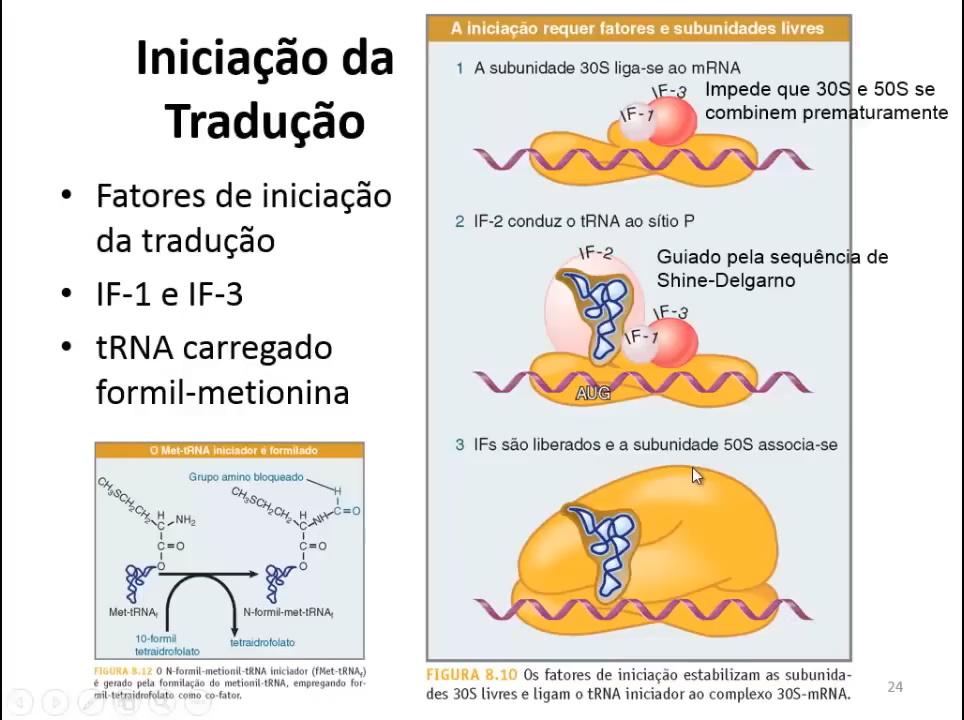 Iniciação da
Tradução
• Fatores de iniciação
da tradução
• IF-1 e IF-3
• tRNA carregado
formil-metionina
O Met-tRNA iniciador é formilado
Grupo amino bloqueado
CH₃SCH₂CH₂
H
C
NH₂
C=O
O
CH₃SCH₂CH₂
H
C
NH
H
C=O
C=O
O
Met-tRNAf
N-formil-met-tRNAf
10-formil
tetraidrofolato
tetraidrofolato
FIGURA 8.12 O N-formil-metionil-tRNA iniciador (fMet-tRNAf)
é gerado pela formilação do metionil-tRNA, empregando for-
mil-tetraidrofolato como co-fator.
A iniciação requer fatores e subunidades livres
1 A subunidade 30S liga-se ao mRNA
IF-3
IF-1
Impede que 30S e 50S se
combinem prematuramente
2 IF-2 conduz o tRNA ao sítio P
IF-2
Guiado pela sequência de
Shine-Delgarno
IF-3
IF-1
AUG
3 IFs são liberados e a subunidade 50S associa-se
FIGURA 8.10 Os fatores de iniciação estabilizam as subunida-
des 30S livres e ligam o tRNA iniciador ao complexo 30S-mRNA.
24